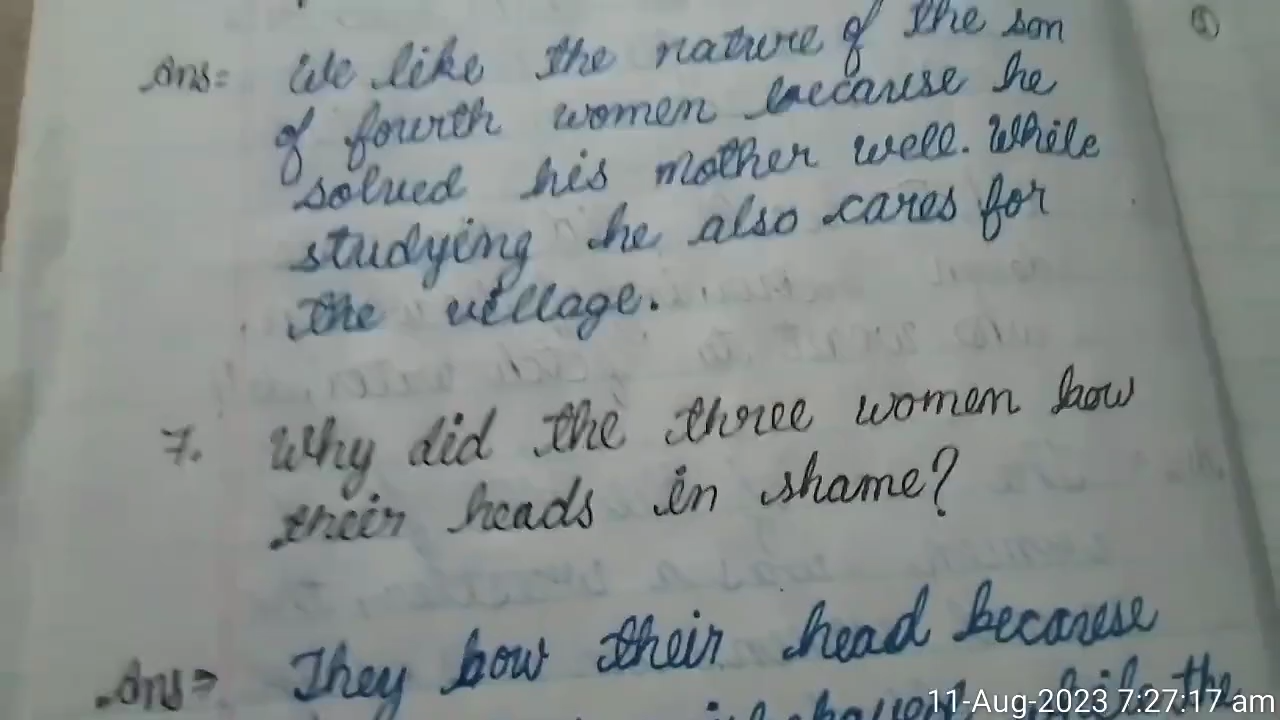 Ans= We like the nature of the son
of fourth women because he
solved his mother well. While
studying he also cares for
the village.
7. Why did the three women bow
their heads in shame?
Ans= They bow their head because
while the
11-Aug-2023 7:27:17 am